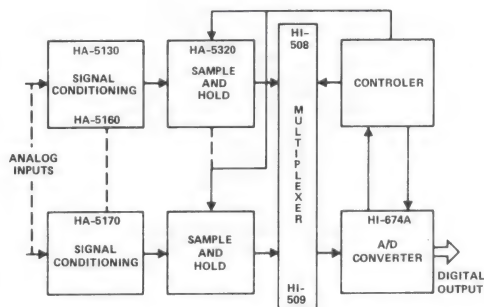 HA-5130
SIGNAL
CONDITIONING
HA-5160
HA-5320
SAMPLE
AND
HOLD
HI-508
MULTIPLEXER
HI-509
CONTROLER
ANALOG
INPUTS
HA-5170
SIGNAL
CONDITIONING
SAMPLE
AND
HOLD
HI-674A
A/D
CONVERTER
DIGITAL
OUTPUT